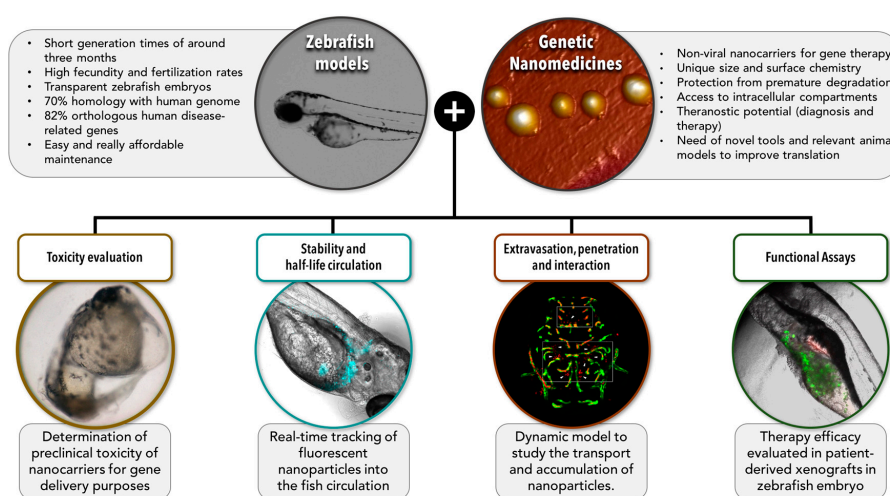 Zebrafish
models
• Short generation times of around
three months
• High fecundity and fertilization rates
• Transparent zebrafish embryos
• 70% homology with human genome
• 82% orthologous human disease-
related genes
• Easy and really affordable
maintenance
+
Genetic
Nanomedicines
• Non-viral nanocarriers for gene therapy
• Unique size and surface chemistry
• Protection from premature degradation
• Access to intracellular compartments
• Theranostic potential (diagnosis and
therapy)
• Need of novel tools and relevant anima
models to improve translation
Toxicity evaluation
Determination of
preclinical toxicity of
nanocarriers for gene
delivery purposes
Stability and
half-life circulation
Real-time tracking of
fluorescent
nanoparticles into
the fish circulation
Extravasation, penetration
and interaction
Dynamic model to
study the transport
and accumulation of
nanoparticles.
Functional Assays
Therapy efficacy
evaluated in patient-
derived xenografts in
zebrafish embryo